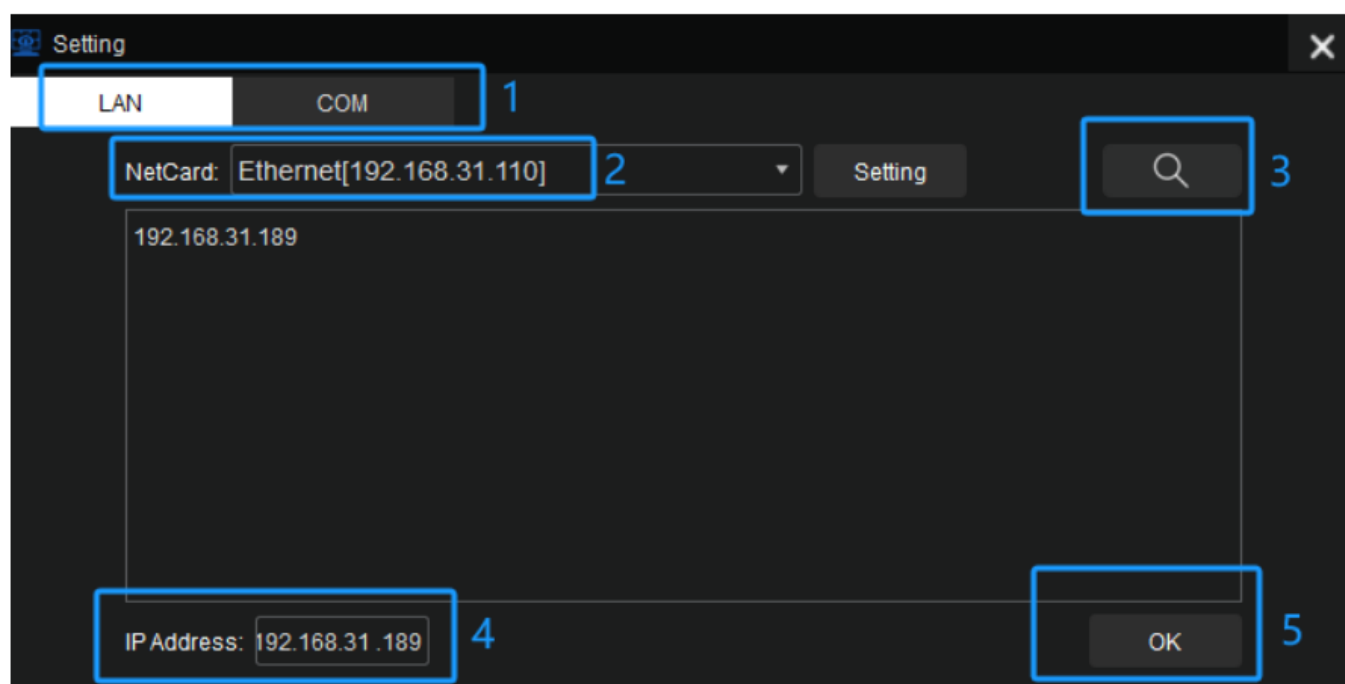 Setting
LAN COM 1
NetCard: Ethernet[192.168.31.110] 2 Setting 3
192.168.31.189
IP Address: 192.168.31 .189 4 OK 5